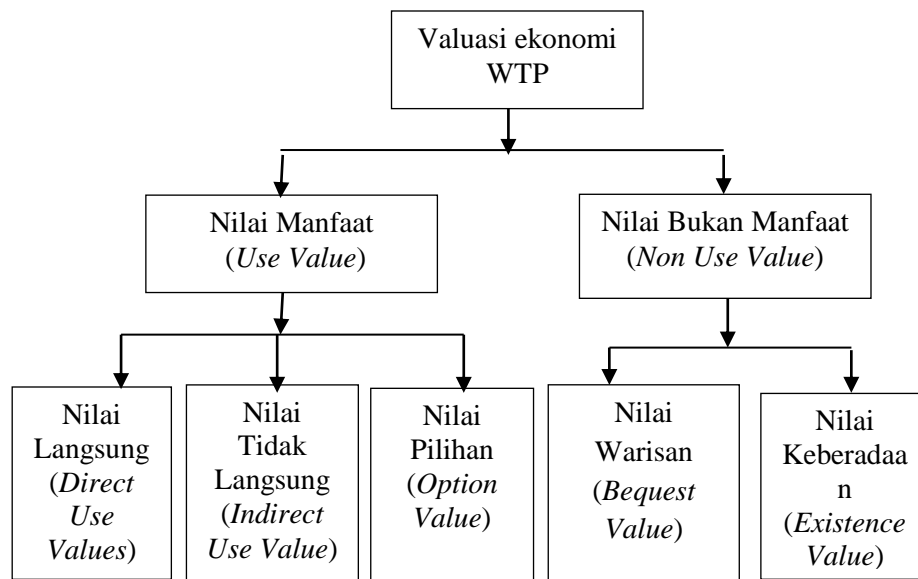 Valuasi ekonomi
WTP
Nilai Manfaat
(Use Value)
Nilai Bukan Manfaat
(Non Use Value)
Nilai
Langsung
(Direct
Use
Values)
Nilai
Tidak
Langsung
(Indirect
Use Value)
Nilai
Pilihan
(Option
Value)
Nilai
Warisan
(Bequest
Value)
Nilai
Keberadaa
n
(Existence
Value)